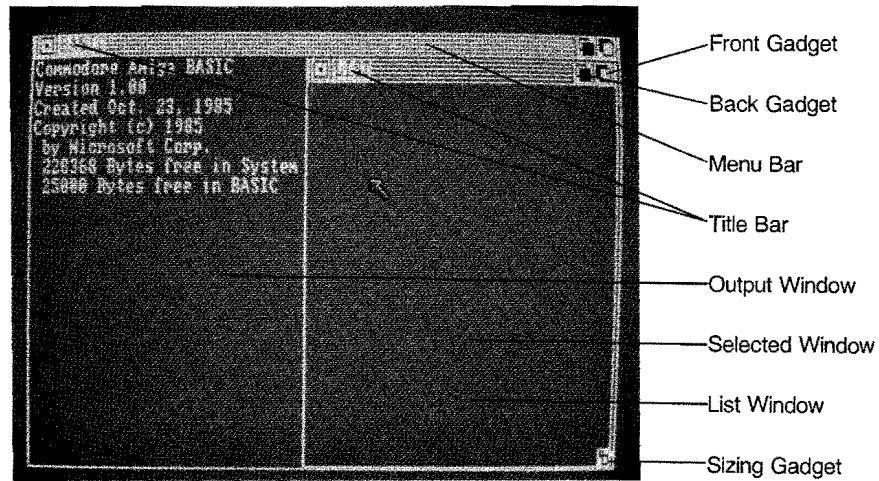 Commodore Amiga BASIC
Version 1.00
Created Oct. 23, 1985
Copyright (c) 1985
by Microsoft Corp.
220368 Bytes free in System
25000 Bytes free in BASIC
Front Gadget
Back Gadget
Menu Bar
Title Bar
Output Window
Selected Window
List Window
Sizing Gadget